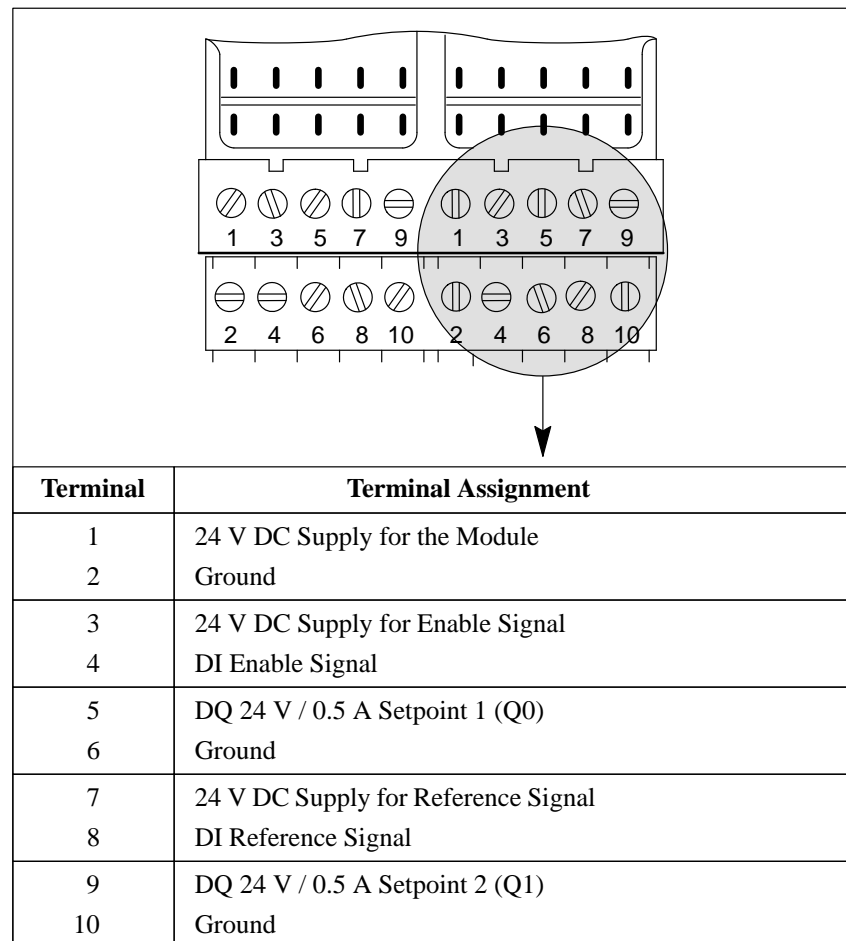 1 3 5 7 9 1 3 5 7 9
2 4 6 8 10 2 4 6 8 10
Terminal Terminal Assignment
1 24 V DC Supply for the Module
2 Ground
3 24 V DC Supply for Enable Signal
4 DI Enable Signal
5 DQ 24 V / 0.5 A Setpoint 1 (Q0)
6 Ground
7 24 V DC Supply for Reference Signal
8 DI Reference Signal
9 DQ 24 V / 0.5 A Setpoint 2 (Q1)
10 Ground